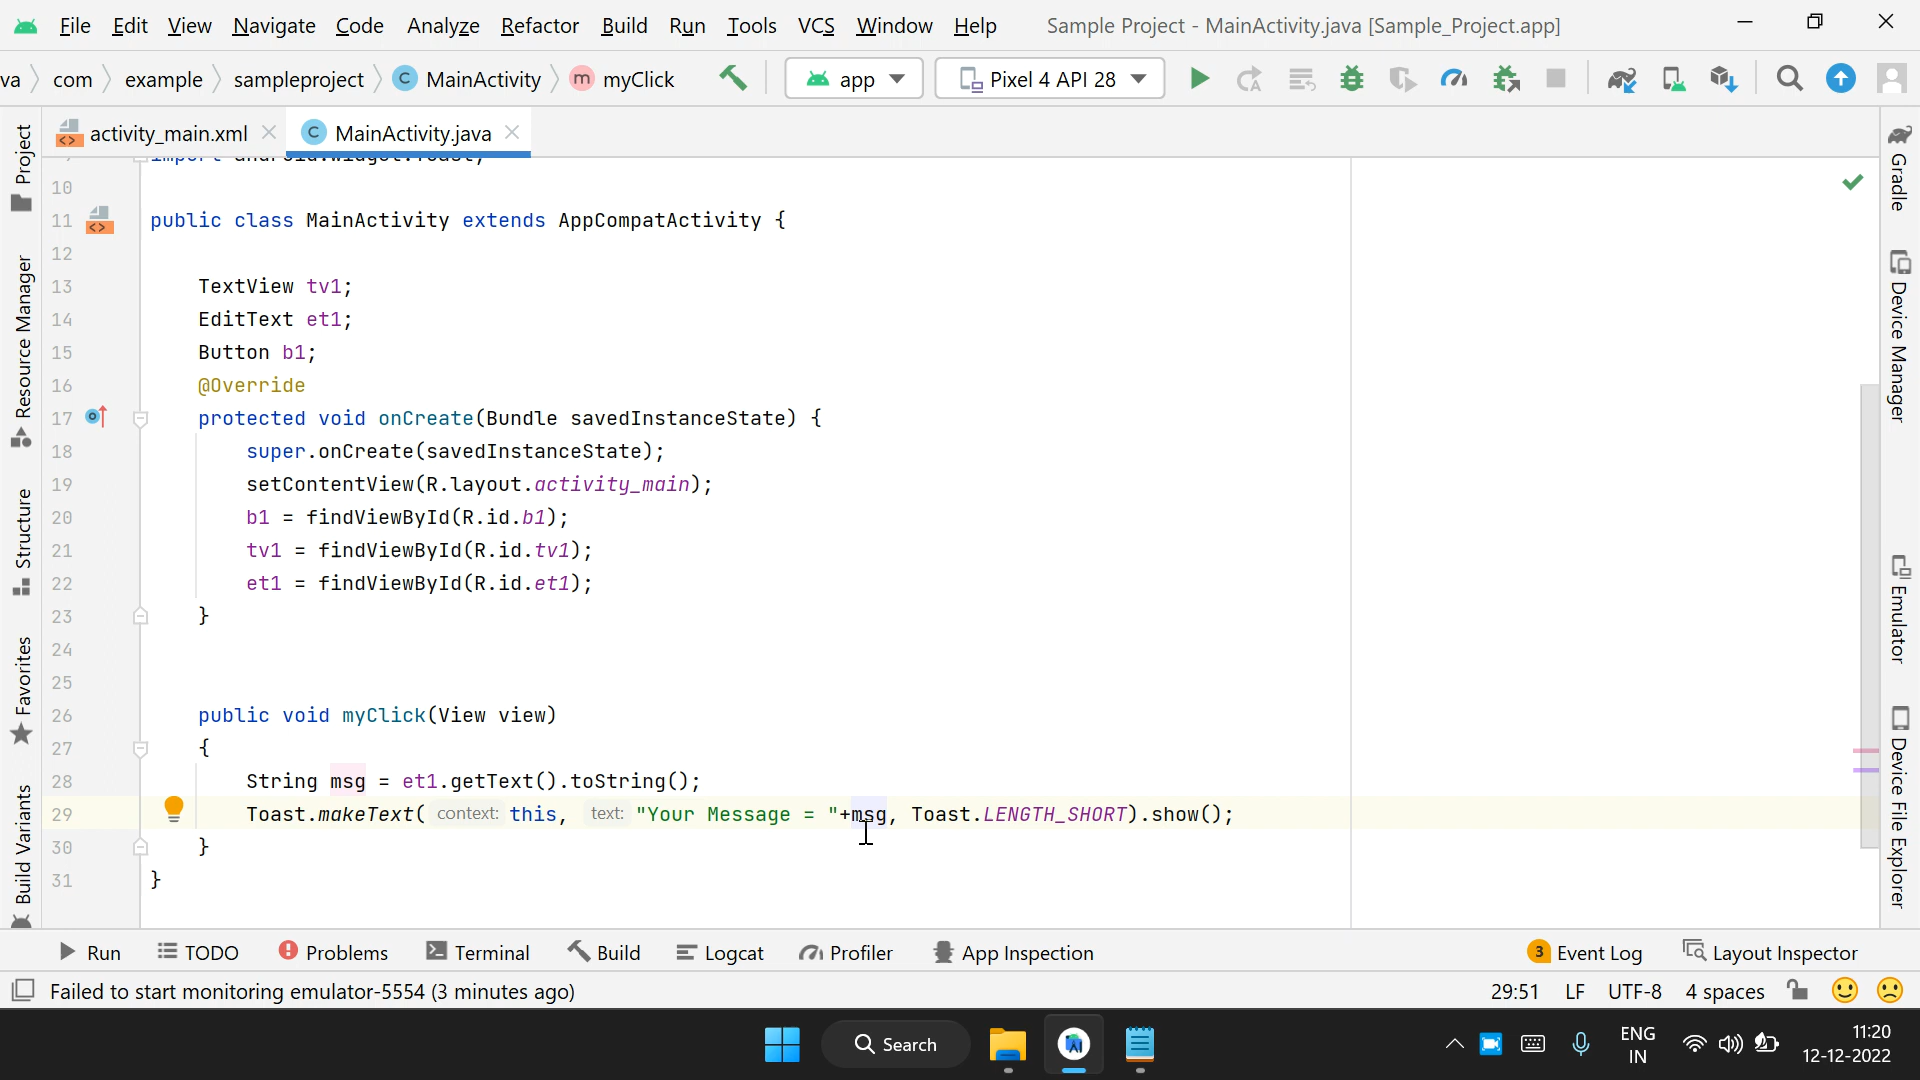 File Edit View Navigate Code Analyze Refactor Build Run Tools VCS Window Help Sample Project - MainActivity.java [Sample_Project.app]
va com example sampleproject C MainActivity m myClick app Pixel 4 API 28
activity_main.xml C MainActivity.java
Project
Resource Manager
Structure
Favorites
Build Variants
Gradle
Device Manager
Emulator
Device File Explorer
import android.widget.Toast;
10
11 public class MainActivity extends AppCompatActivity {
12
13 TextView tv1;
14 EditText et1;
15 Button b1;
16 @Override
17 protected void onCreate(Bundle savedInstanceState) {
18 super.onCreate(savedInstanceState);
19 setContentView(R.layout.activity_main);
20 b1 = findViewById(R.id.b1);
21 tv1 = findViewById(R.id.tv1);
22 et1 = findViewById(R.id.et1);
23 }
24
25
26 public void myClick(View view)
27 {
28 String msg = et1.getText().toString();
29 Toast.makeText( context: this, text: "Your Message = "+msg, Toast.LENGTH_SHORT).show();
30 }
31 }
Run TODO Problems Terminal Build Logcat Profiler App Inspection 3 Event Log Layout Inspector
Failed to start monitoring emulator-5554 (3 minutes ago) 29:51 LF UTF-8 4 spaces
Search ENG 11:20
IN 12-12-2022